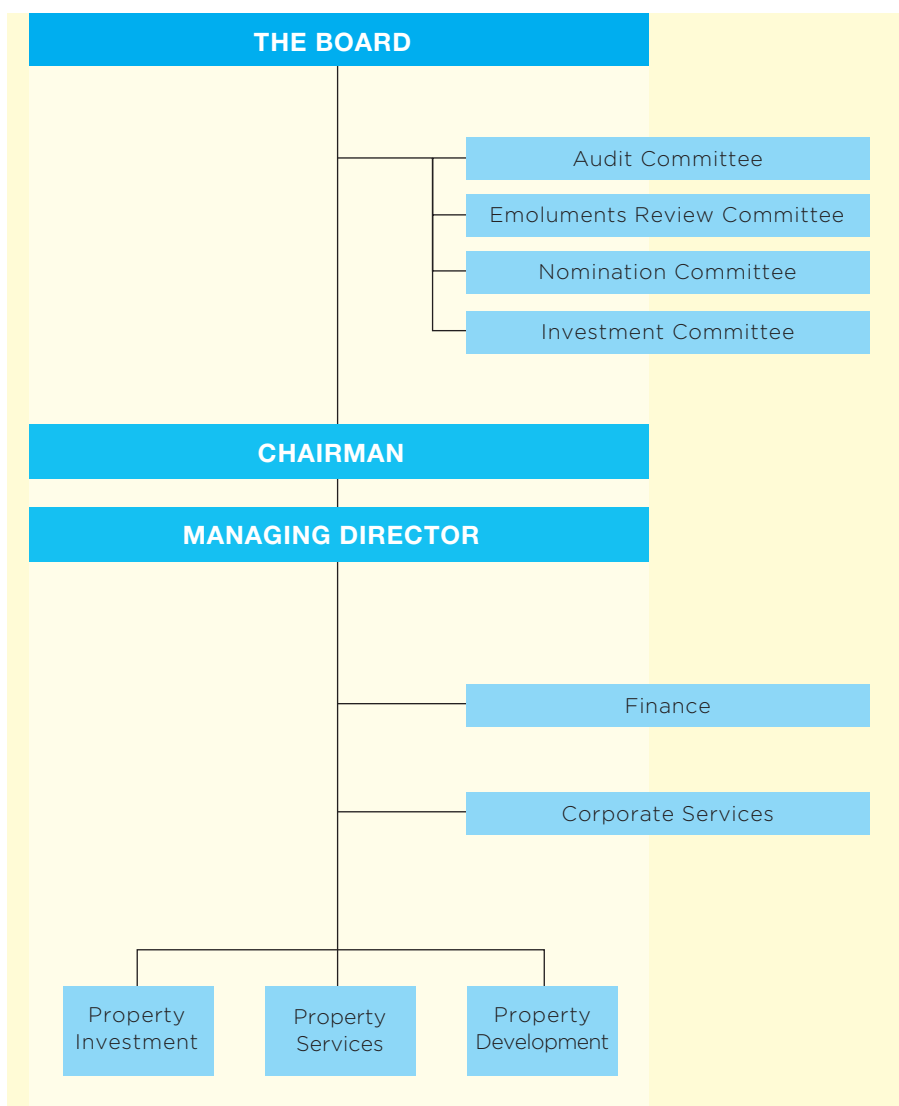 THE BOARD
Audit Committee
Emoluments Review Committee
Nomination Committee
Investment Committee
CHAIRMAN
MANAGING DIRECTOR
Finance
Corporate Services
Property
Investment
Property
Services
Property
Development